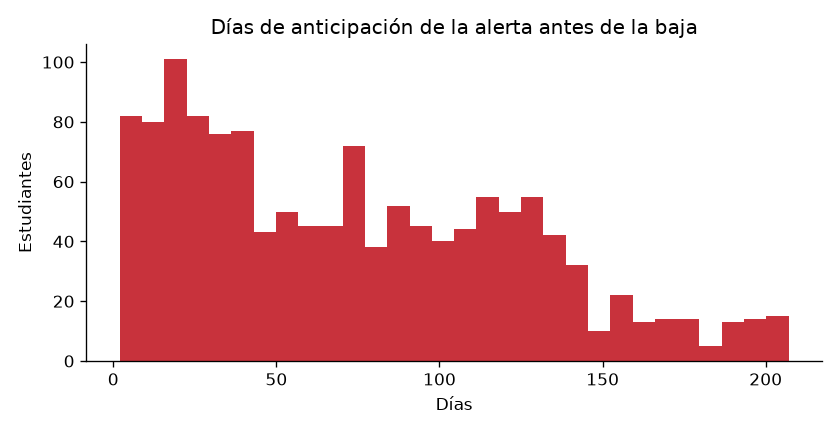 Días de anticipación de la alerta antes de la baja
Estudiantes
100
80
60
40
20
0
0 50 100 150 200
Días